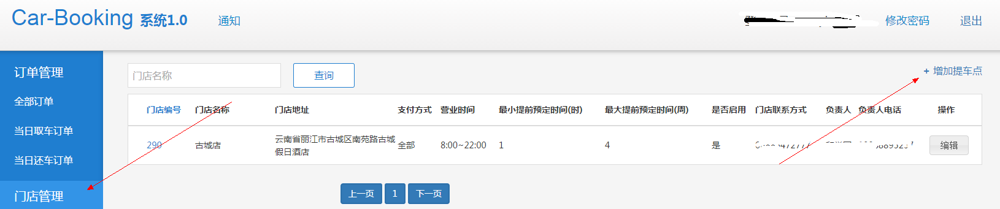 Car-Booking 系统1.0 通知 修改密码 退出
订单管理
全部订单
当日取车订单
当日还车订单
门店管理
门店名称 查询 + 增加提车点
门店编号 门店名称 门店地址 支付方式 营业时间 最小提前预定时间(时) 最大提前预定时间(周) 是否启用 门店联系方式 负责人 负责人电话 操作
290 古城店 云南省丽江市古城区南苑路古城 全部 8:00~22:00 1 4 是 编辑
假日酒店
上一页 1 下一页